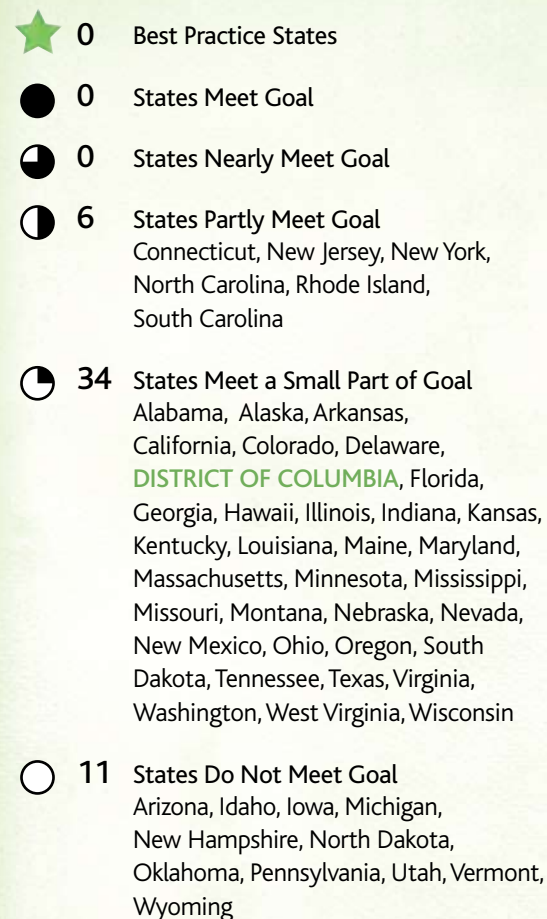 0 Best Practice States
0 States Meet Goal
0 States Nearly Meet Goal
6 States Partly Meet Goal
Connecticut, New Jersey, New York,
North Carolina, Rhode Island,
South Carolina
34 States Meet a Small Part of Goal
Alabama, Alaska, Arkansas,
California, Colorado, Delaware,
DISTRICT OF COLUMBIA, Florida,
Georgia, Hawaii, Illinois, Indiana, Kansas,
Kentucky, Louisiana, Maine, Maryland,
Massachusetts, Minnesota, Mississippi,
Missouri, Montana, Nebraska, Nevada,
New Mexico, Ohio, Oregon, South
Dakota, Tennessee, Texas, Virginia,
Washington, West Virginia, Wisconsin
11 States Do Not Meet Goal
Arizona, Idaho, Iowa, Michigan,
New Hampshire, North Dakota,
Oklahoma, Pennsylvania, Utah, Vermont,
Wyoming